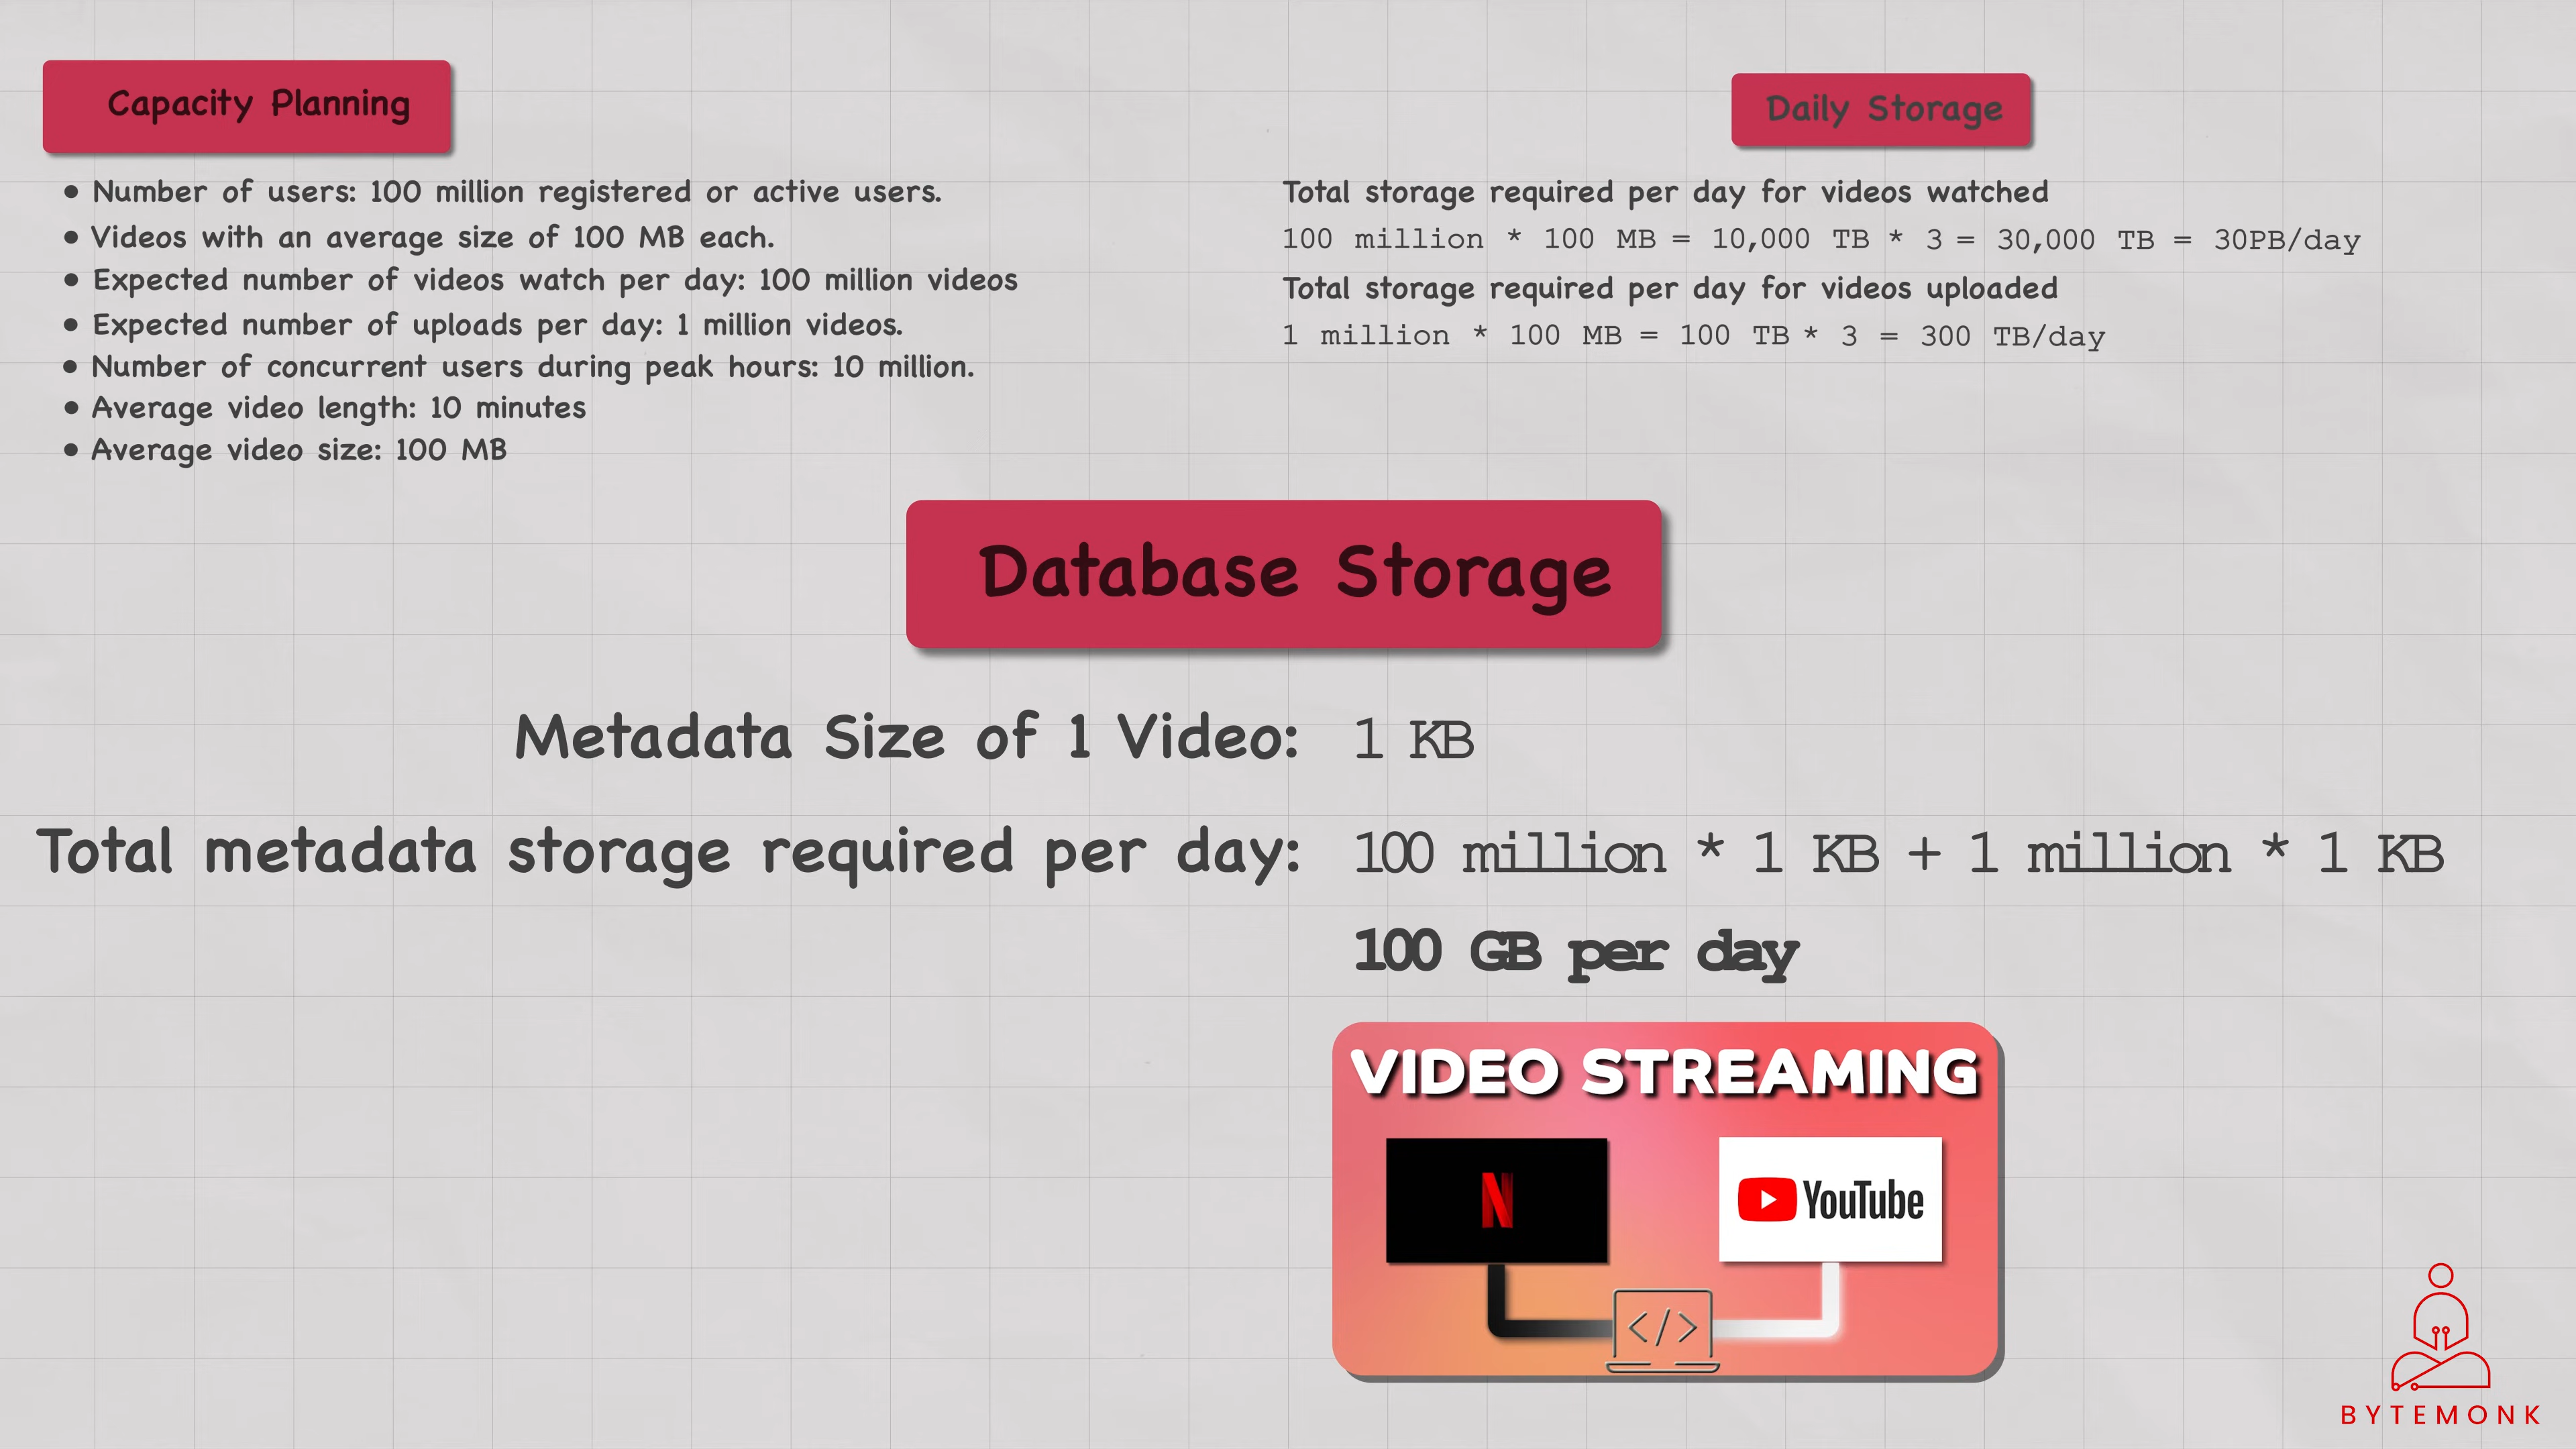 Capacity Planning
• Number of users: 100 million registered or active users.
• Videos with an average size of 100 MB each.
• Expected number of videos watch per day: 100 million videos
• Expected number of uploads per day: 1 million videos.
• Number of concurrent users during peak hours: 10 million.
• Average video length: 10 minutes
• Average video size: 100 MB
Daily Storage
Total storage required per day for videos watched
100 million * 100 MB = 10,000 TB * 3 = 30,000 TB = 30PB/day
Total storage required per day for videos uploaded
1 million * 100 MB = 100 TB * 3 = 300 TB/day
Database Storage
Metadata Size of 1 Video: 1 KB
Total metadata storage required per day: 100 million * 1 KB + 1 million * 1 KB
100 GB per day
VIDEO STREAMING
N
YouTube
</>
BYTEMONK